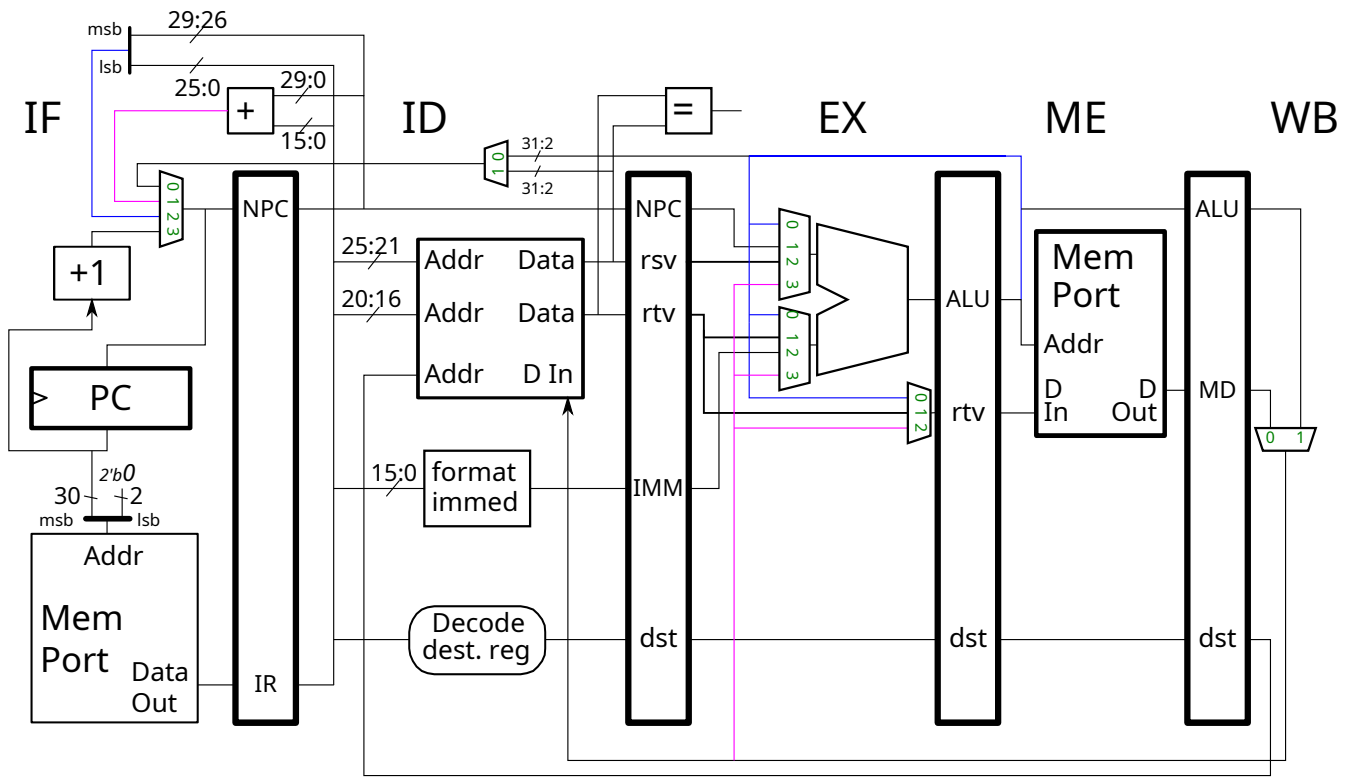 29:26
msb
lsb
25:0
29:0
+
15:0
=
IF
ID
EX
ME
WB
31:2
31:2
0
1
0
1
2
3
NPC
NPC
ALU
+1
25:21
Addr
Data
rsv
20:16
Addr
Data
rtv
Addr
D In
0
1
2
3
0
1
2
3
ALU
Mem
Port
Addr
D
In
D
Out
MD
0
1
2
rtv
0
1
PC
2'b0
30
2
msb
lsb
15:0
format
immed
IMM
Addr
Mem
Port
Data
Out
IR
Decode
dest. reg
dst
dst
dst